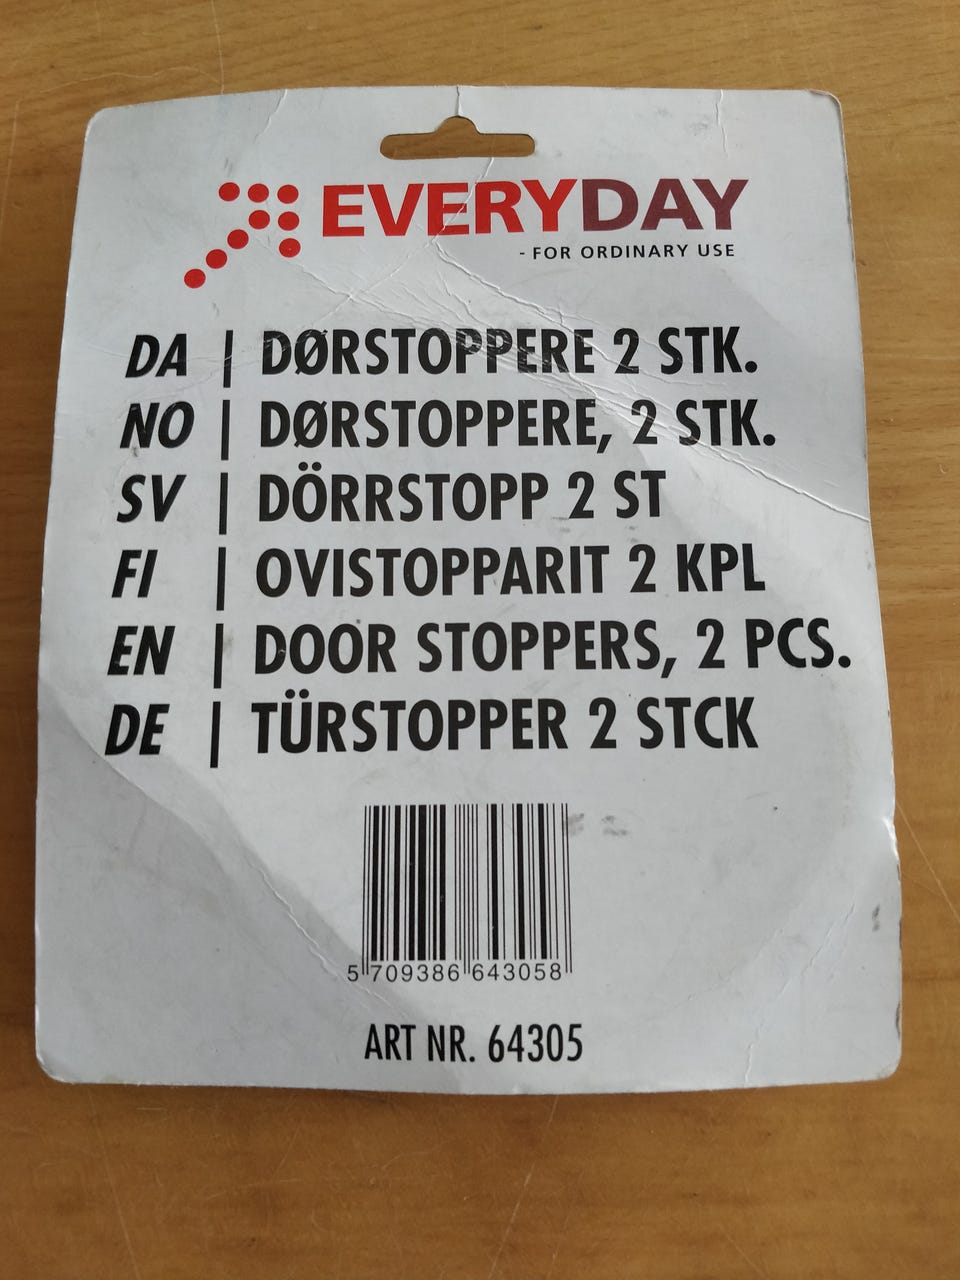 EVERYDAY
- FOR ORDINARY USE
DA | DØRSTOPPERE 2 STK.
NO | DØRSTOPPERE, 2 STK.
SV | DÖRRSTOPP 2 ST
FI | OVISTOPPARIT 2 KPL
EN | DOOR STOPPERS, 2 PCS.
DE | TÜRSTOPPER 2 STCK
5 709386 643058
ART NR. 64305